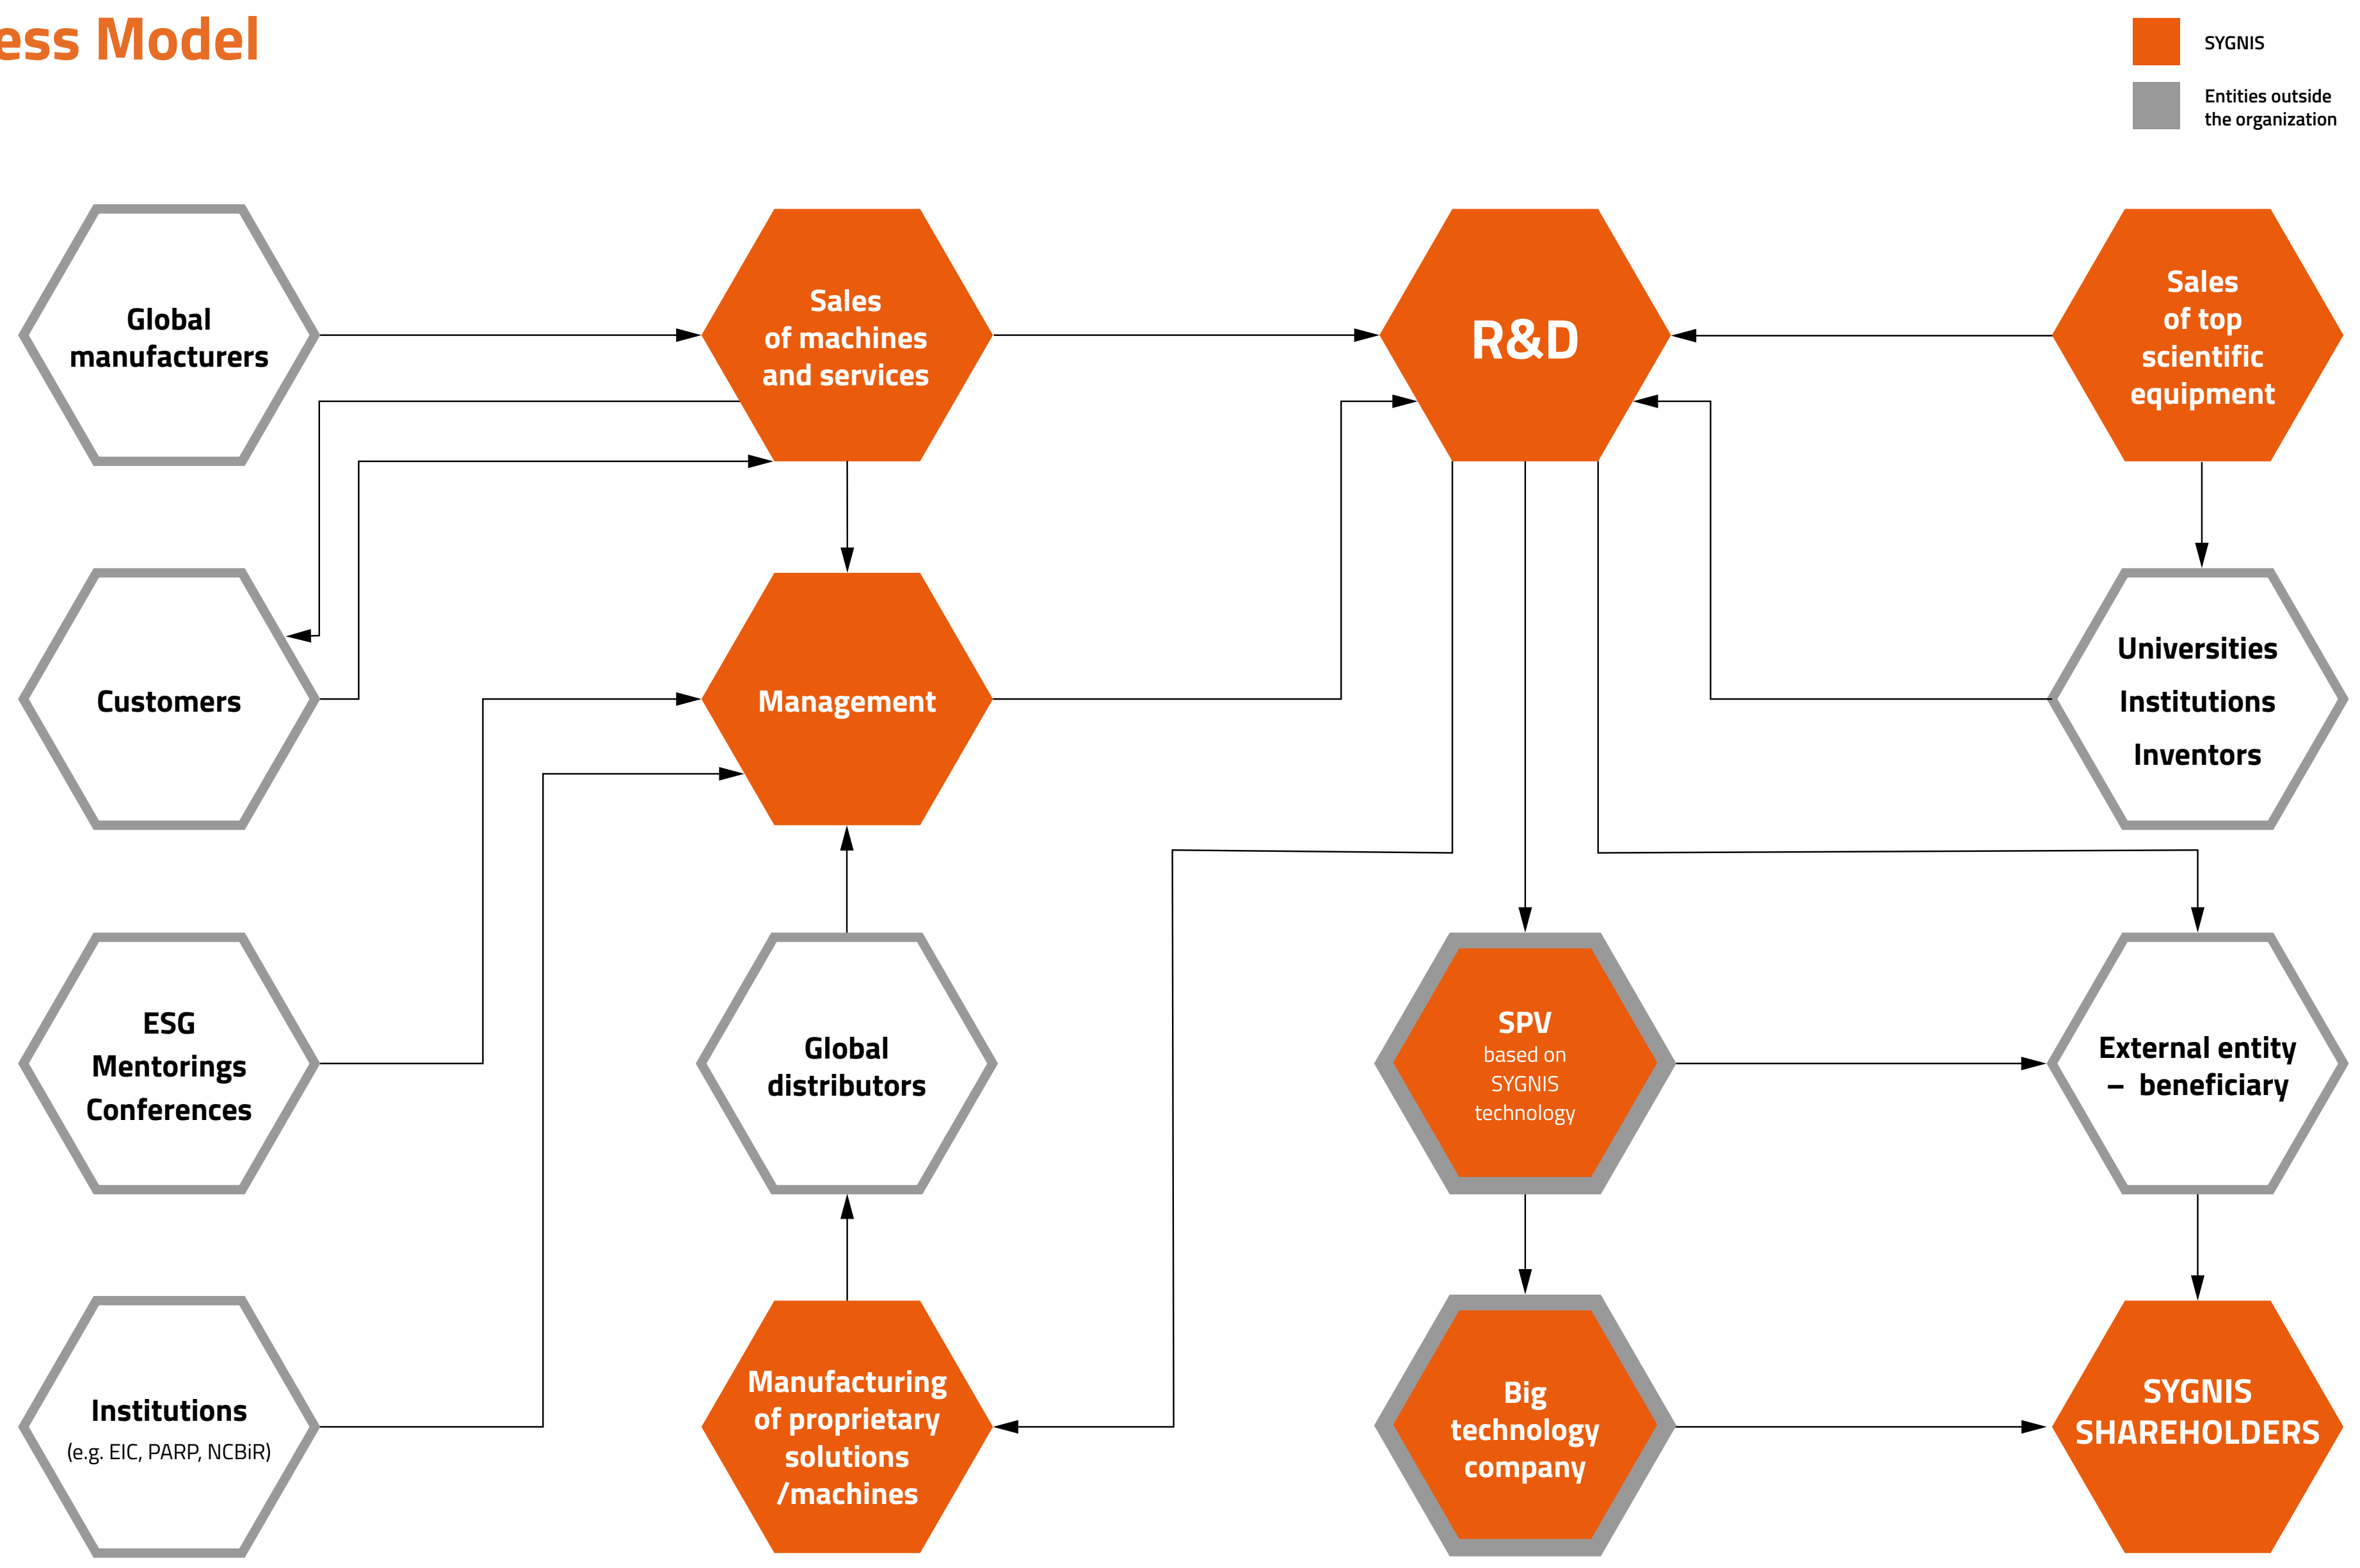 ess Model
SYGNIS
Entities outside
the organization
Global
manufacturers
Sales
of machines
and services
R&D
Sales
of top
scientific
equipment
Customers
Management
Universities
Institutions
Inventors
ESG
Mentorings
Conferences
Global
distributors
SPV
based on
SYGNIS
technology
External entity
– beneficiary
Institutions
(e.g. EIC, PARP, NCBiR)
Manufacturing
of proprietary
solutions
/machines
Big
technology
company
SYGNIS
SHAREHOLDERS